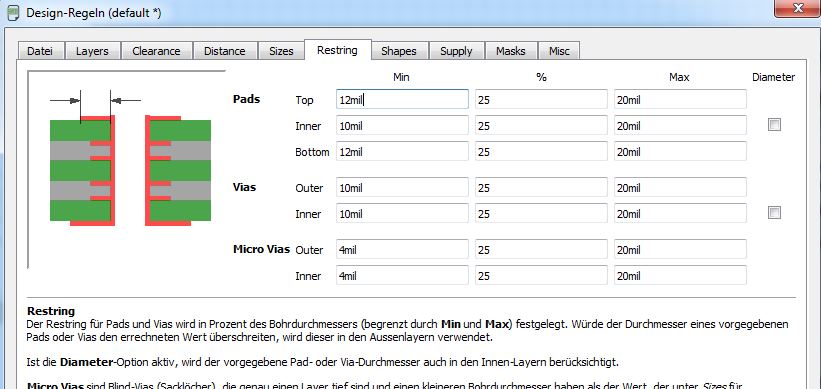 Design-Regeln (default *)
Datei Layers Clearance Distance Sizes Restring Shapes Supply Masks Misc
Min % Max Diameter
Pads Top 12mil 25 20mil
Inner 10mil 25 20mil
Bottom 12mil 25 20mil
Vias Outer 10mil 25 20mil
Inner 10mil 25 20mil
Micro Vias Outer 4mil 25 20mil
Inner 4mil 25 20mil
Restring
Der Restring für Pads und Vias wird in Prozent des Bohrdurchmessers (begrenzt durch Min und Max) festgelegt. Würde der Durchmesser eines vorgegebenen
Pads oder Vias den errechneten Wert überschreiten, wird dieser in den Aussenlayern verwendet.
Ist die Diameter-Option aktiv, wird der vorgegebene Pad- oder Via-Durchmesser auch in den Innen-Layern berücksichtigt.
Micro Vias sind Blind-Vias (Sacklöcher), die genau einen Layer tief sind und einen kleineren Bohrdurchmesser haben als der Wert, der unter Sizes für